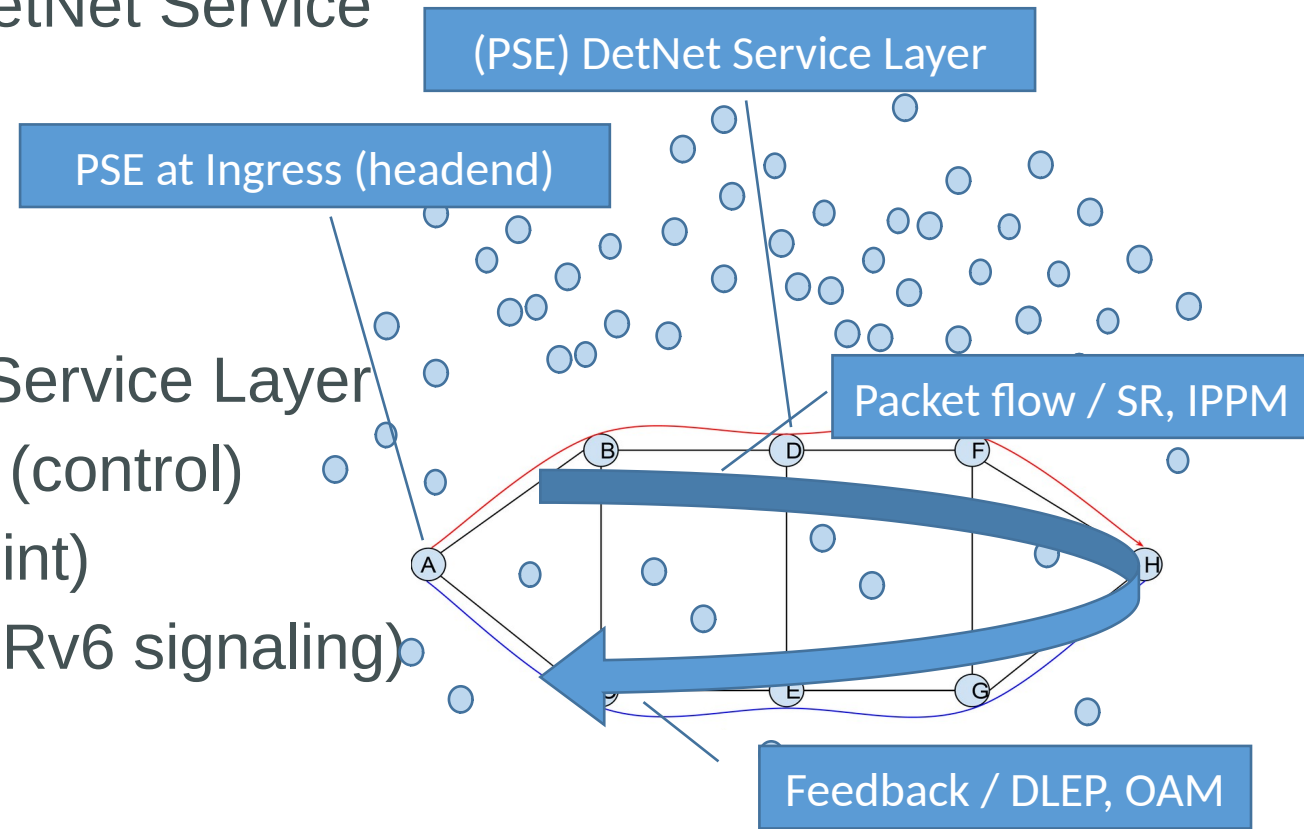 etNet Service
(PSE) DetNet Service Layer
PSE at Ingress (headend)
Service Layer
Packet flow / SR, IPPM
(control)
B
D
F
int)
A
H
Rv6 signaling)
E
G
Feedback / DLEP, OAM